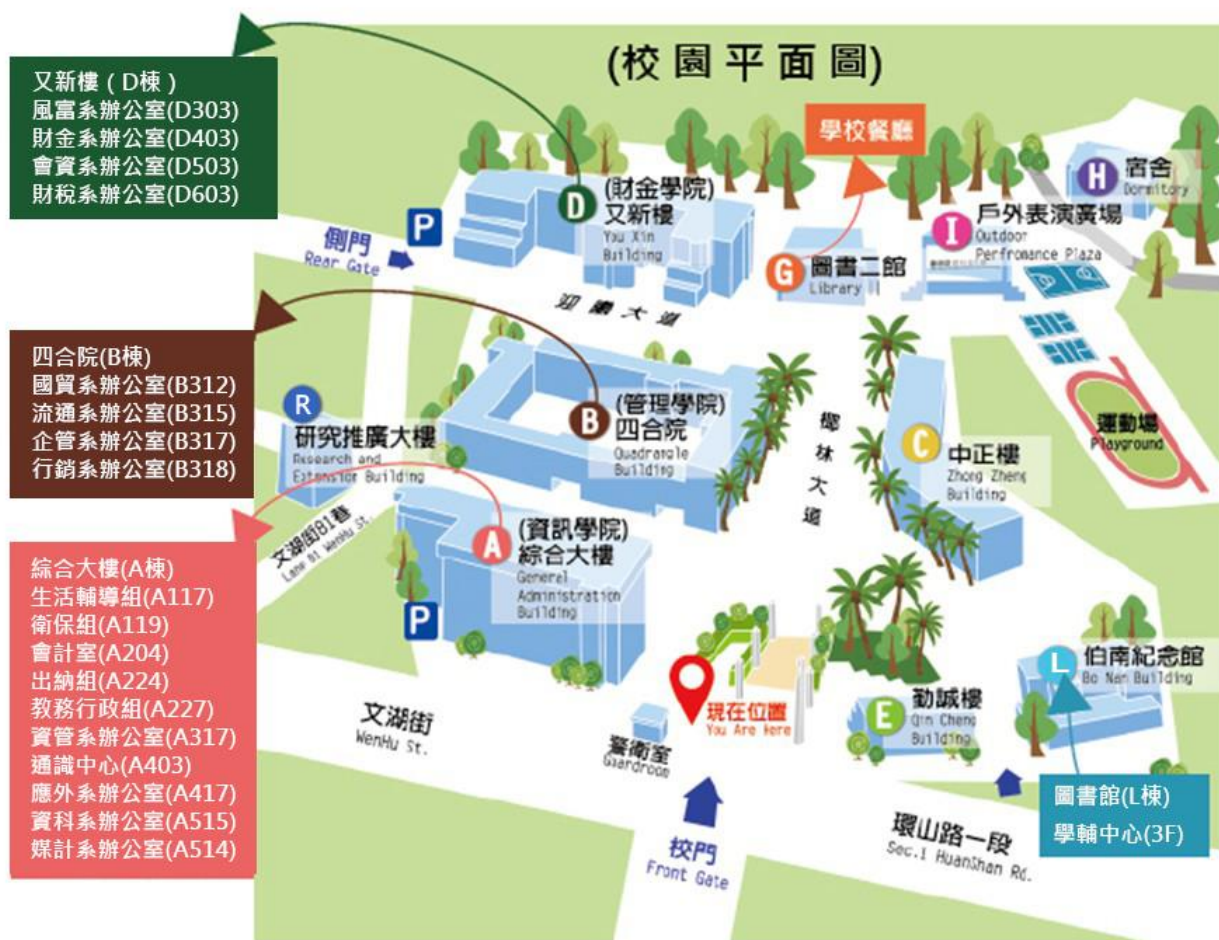 (校園平面圖)
又新樓(D棟)
風富系辦公室(D303)
財金系辦公室(D403)
會資系辦公室(D503)
財稅系辦公室(D603)
學校餐廳
H
宿舍
Dormitory
P
側門
Rear Gate
D
(財金學院)
又新樓
You Xin
Building
I
戶外表演廣場
Outdoor
Perfromance Plaza
G
圖書二館
Library II
迎曦大道
四合院(B棟)
國貿系辦公室(B312)
流通系辦公室(B315)
企管系辦公室(B317)
行銷系辦公室(B318)
R
研究推廣大樓
Research and
Extension Building
B
(管理學院)
四合院
Quadrangle
Building
椰林大道
C
中正樓
Zhong Zheng
Building
運動場
Playground
文湖街81巷
Lane 81 WenHu St.
A
(資訊學院)
綜合大樓
General
Administration
Building
綜合大樓(A棟)
生活輔導組(A117)
衛保組(A119)
會計室(A204)
出納組(A224)
教務行政組(A227)
資管系辦公室(A317)
通識中心(A403)
應外系辦公室(A417)
資科系辦公室(A515)
媒計系辦公室(A514)
P
文湖街
WenHu St.
警衛室
Guardroom
現在位置
You Are Here
E
勤誠樓
Qin Cheng
Building
L
伯南紀念館
Bo Nan Building
圖書館(L棟)
學輔中心(3F)
校門
Front Gate
環山路一段
Sec.1 HuanShan Rd.